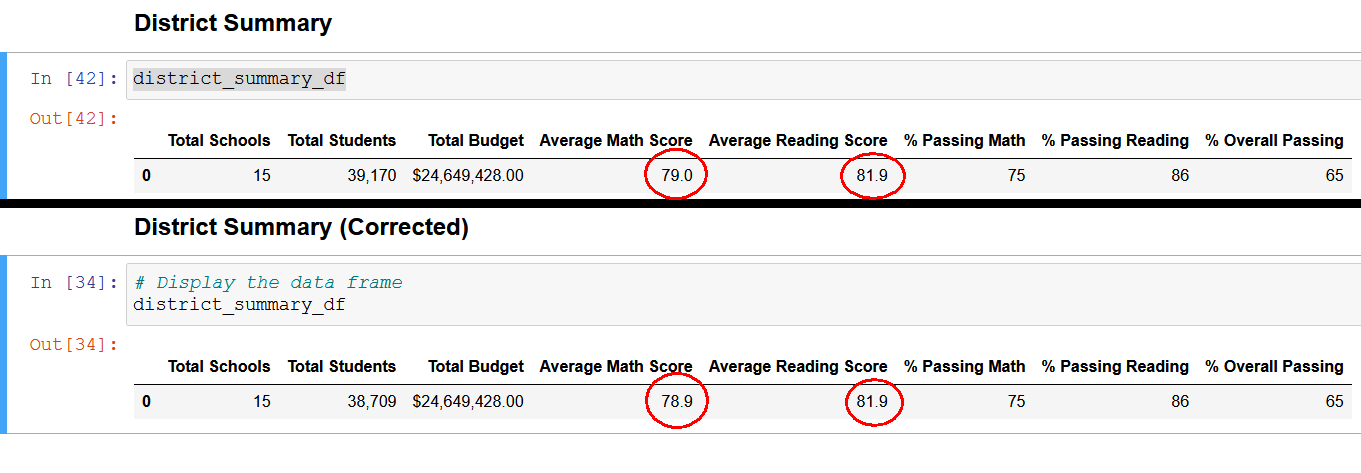 District Summary
In [42]: district_summary_df
Out[42]:
Total Schools Total Students Total Budget Average Math Score Average Reading Score % Passing Math % Passing Reading % Overall Passing
0 15 39,170 $24,649,428.00 79.0 81.9 75 86 65
District Summary (Corrected)
In [34]: # Display the data frame
district_summary_df
Out[34]:
Total Schools Total Students Total Budget Average Math Score Average Reading Score % Passing Math % Passing Reading % Overall Passing
0 15 38,709 $24,649,428.00 78.9 81.9 75 86 65